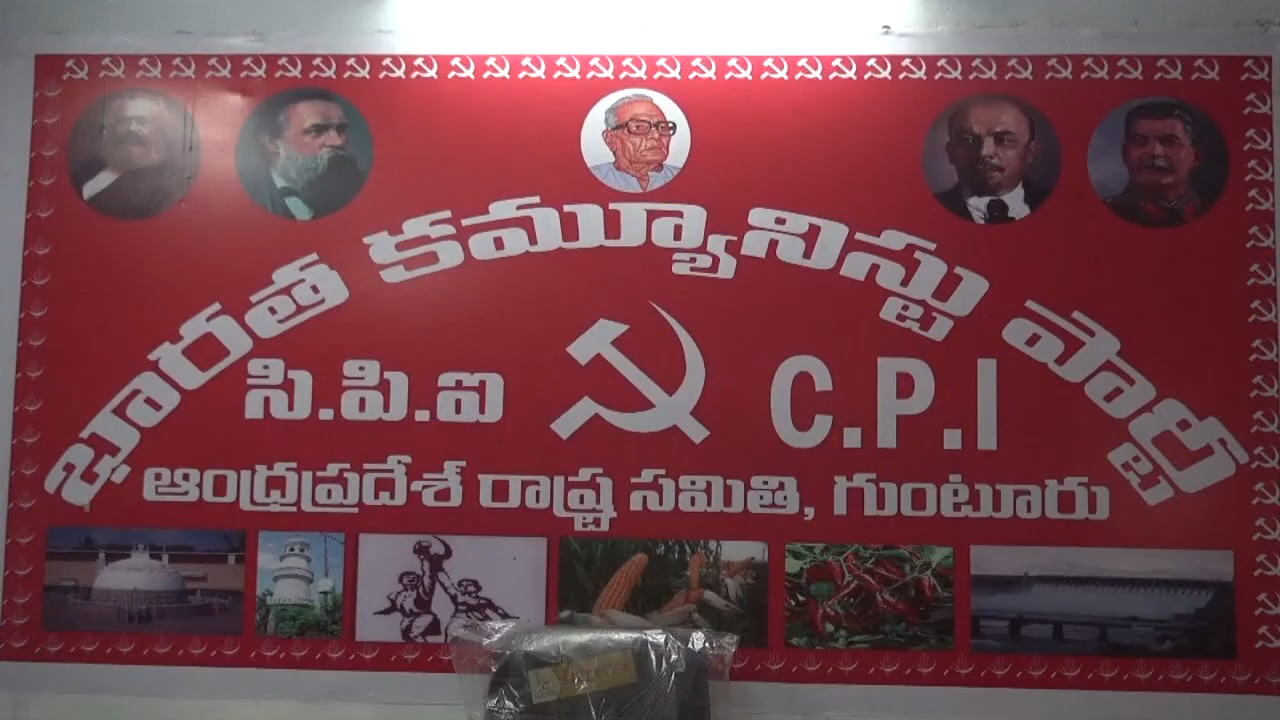 భారత కమ్యూనిస్టు పార్టీ
సి.పి.ఐ C.P.I
ఆంధ్రప్రదేశ్ రాష్ట్ర సమితి, గుంటూరు